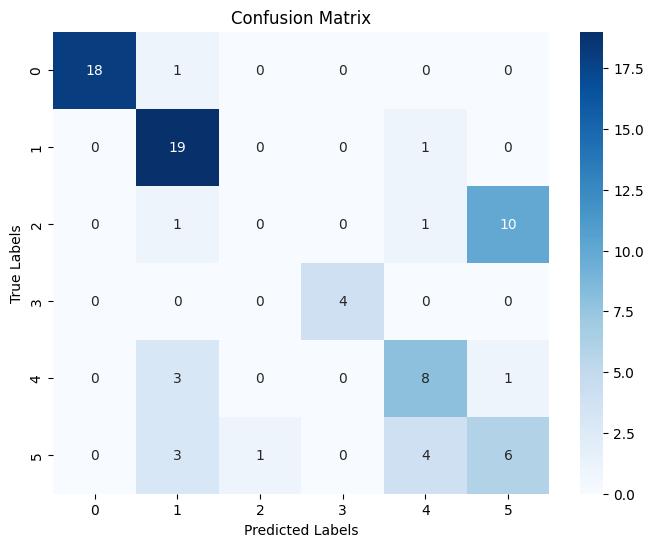 Confusion Matrix
0 18 1 0 0 0 0
1 0 19 0 0 1 0
2 0 1 0 0 1 10
3 0 0 0 4 0 0
4 0 3 0 0 8 1
5 0 3 1 0 4 6
0 1 2 3 4 5
True Labels
Predicted Labels
17.5
15.0
12.5
10.0
7.5
5.0
2.5
0.0